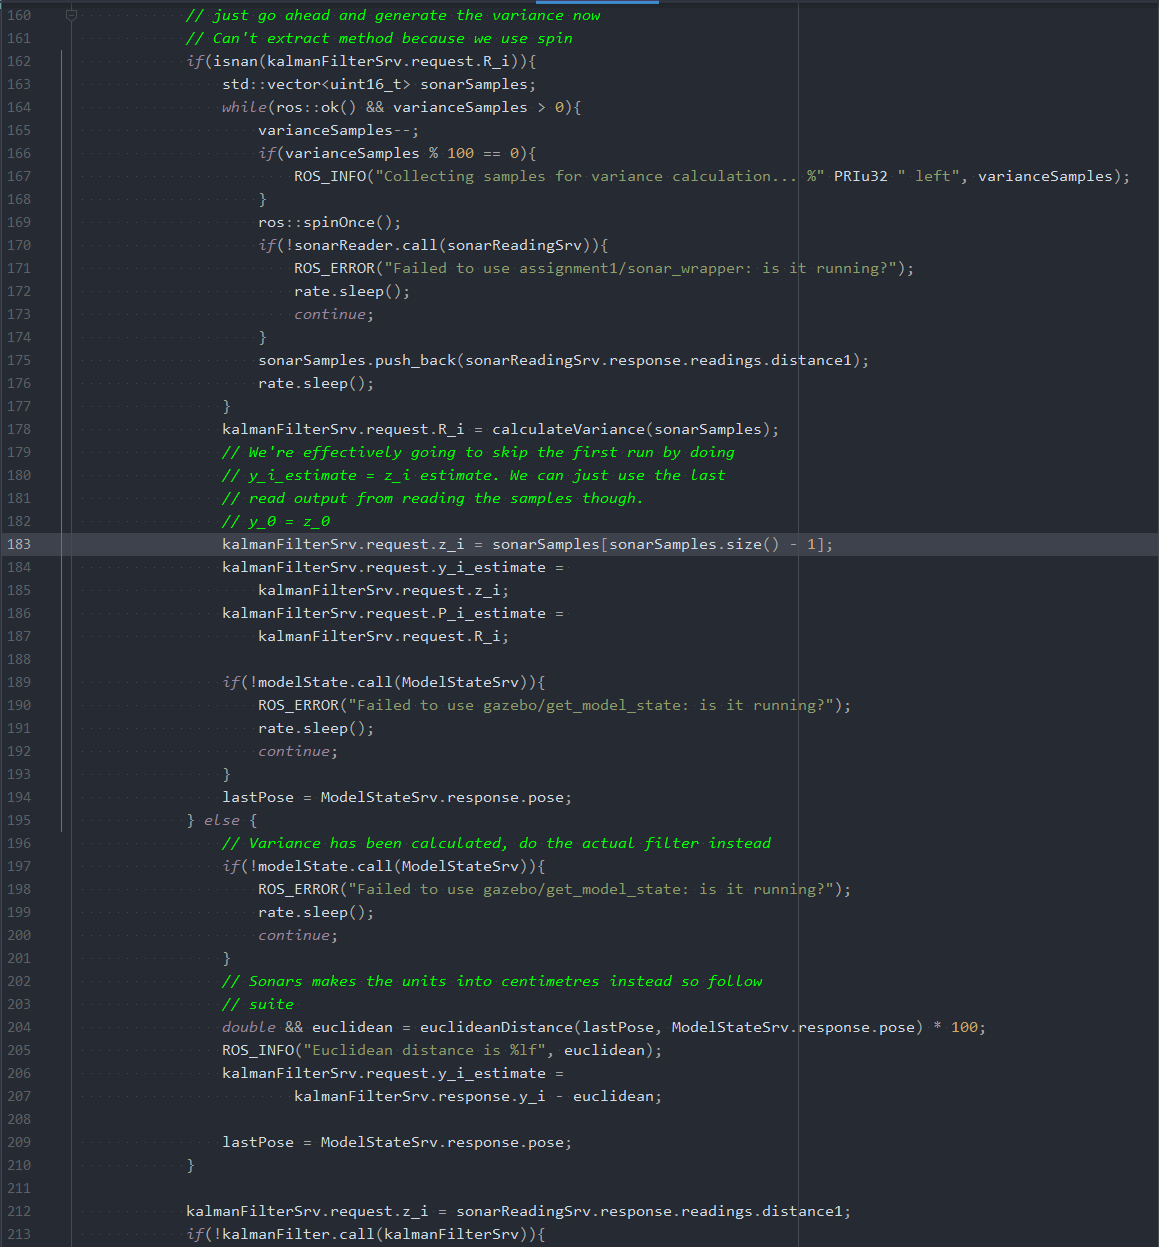 160 // just go ahead and generate the variance now
161 // Can't extract method because we use spin
162 if(isnan(kalmanFilterSrv.request.R_i)){
163 std::vector<uint16_t> sonarSamples;
164 while(ros::ok() && varianceSamples > 0){
165 varianceSamples--;
166 if(varianceSamples % 100 == 0){
167 ROS_INFO("Collecting samples for variance calculation... %" PRIu32 " left", varianceSamples);
168 }
169 ros::spinOnce();
170 if(!sonarReader.call(sonarReadingSrv)){
171 ROS_ERROR("Failed to use assignment1/sonar_wrapper: is it running?");
172 rate.sleep();
173 continue;
174 }
175 sonarSamples.push_back(sonarReadingSrv.response.readings.distance1);
176 rate.sleep();
177 }
178 kalmanFilterSrv.request.R_i = calculateVariance(sonarSamples);
179 // We're effectively going to skip the first run by doing
180 // y_i_estimate = z_i estimate. We can just use the last
181 // read output from reading the samples though.
182 // y_0 = z_0
183 kalmanFilterSrv.request.z_i = sonarSamples[sonarSamples.size() - 1];
184 kalmanFilterSrv.request.y_i_estimate =
185 kalmanFilterSrv.request.z_i;
186 kalmanFilterSrv.request.P_i_estimate =
187 kalmanFilterSrv.request.R_i;
188
189 if(!modelState.call(ModelStateSrv)){
190 ROS_ERROR("Failed to use gazebo/get_model_state: is it running?");
191 rate.sleep();
192 continue;
193 }
194 lastPose = ModelStateSrv.response.pose;
195 } else {
196 // Variance has been calculated, do the actual filter instead
197 if(!modelState.call(ModelStateSrv)){
198 ROS_ERROR("Failed to use gazebo/get_model_state: is it running?");
199 rate.sleep();
200 continue;
201 }
202 // Sonars makes the units into centimetres instead so follow
203 // suite
204 double && euclidean = euclideanDistance(lastPose, ModelStateSrv.response.pose) * 100;
205 ROS_INFO("Euclidean distance is %lf", euclidean);
206 kalmanFilterSrv.request.y_i_estimate =
207 kalmanFilterSrv.response.y_i - euclidean;
208
209 lastPose = ModelStateSrv.response.pose;
210 }
211
212 kalmanFilterSrv.request.z_i = sonarReadingSrv.response.readings.distance1;
213 if(!kalmanFilter.call(kalmanFilterSrv)){